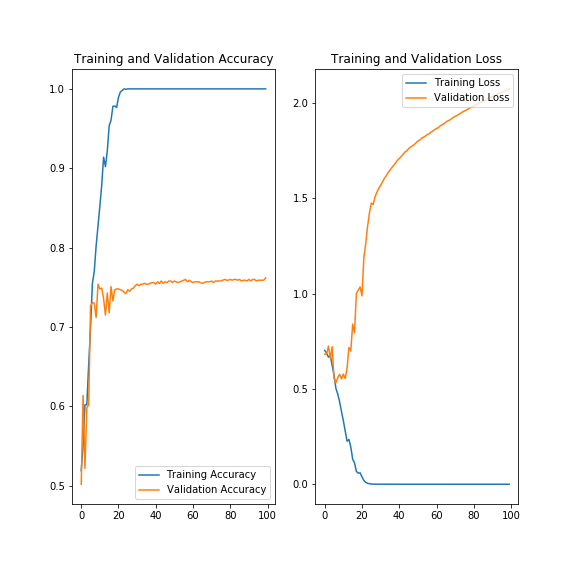 Training and Validation Accuracy
1.0
0.9
0.8
0.7
0.6
0.5
0 20 40 60 80 100
Training Accuracy
Validation Accuracy
Training and Validation Loss
2.0
1.5
1.0
0.5
0.0
0 20 40 60 80 100
Training Loss
Validation Loss